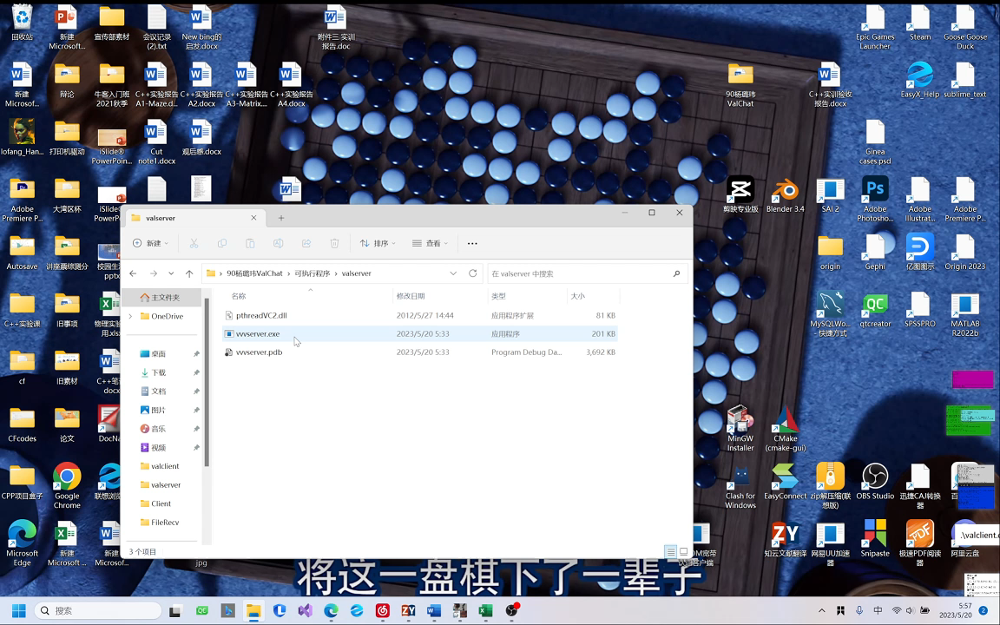 回收站
新建
Microsoft...
宣传部素材
会议记录
(2).txt
New bing的
启发.docx
附件三 实训
报告.doc
Epic Games
Launcher
Steam
Goose Goose
Duck
新建
Microsof...
辩论
牛客入门班
2021秋季
C++实验报告
A1-Maze.d...
C++实验报告
A2.docx
C++实验报告
A3-Matrix....
C++实验报告
A4.docx
90杨璐玮
ValChat
C++实训验收
报告.docx
EasyX_Help
sublime_text
lofang_Han...
打印机驱动
iSlide®
PowerPoin...
Cut
note1.docx
观后感.docx
Ginea
cases.psd
Adobe
Premiere P...
大湾区杯
iSlide®
PowerP
剪映专业版
Blender 3.4
SAI 2
Adobe
Photosho...
Adobe
Illustrat...
Adobe
Premiere P...
valserver
新建
排序
查看
90杨璐玮ValChat
可执行程序
valserver
在 valserver 中搜索
主文件夹
OneDrive
桌面
下载
文档
图片
音乐
视频
valclient
valserver
Client
FileRecv
名称
修改日期
类型
大小
pthreadVC2.dll
2012/5/27 14:44
应用程序扩展
81 KB
vvvserver.exe
2023/5/20 5:33
应用程序
201 KB
vvvserver.pdb
2023/5/20 5:33
Program Debug Da...
3,692 KB
3 个项目
Autosave
讲座票综测分
校园生
pptx
origin
Gephi
亿图图示
Origin 2023
C++实验课
旧事项
物理实
用.xls
MySQLWo...
- 快捷方式
qtcreator
SPSSPRO
MATLAB
R2022b
cf
旧素材
C++笔
docx
CFcodes
论文
DocNa
MinGW
Installer
CMake
(cmake-gui)
CPP项目盒子
Google
Chrome
联想浏览
Clash for
Windows
EasyConnect
zip解压缩(联
想版)
OBS Studio
迅捷CAJ转换
器
Microsoft
Edge
新建
Microsoft ...
新建
Microsof...
jpg
知云文献翻译
网易UU加速
器
Snipaste
极速PDF阅读
器
阿里云盘
.\valclient.e
将这一盘棋下了一辈子
搜索
中
5:57
2023/5/20
2